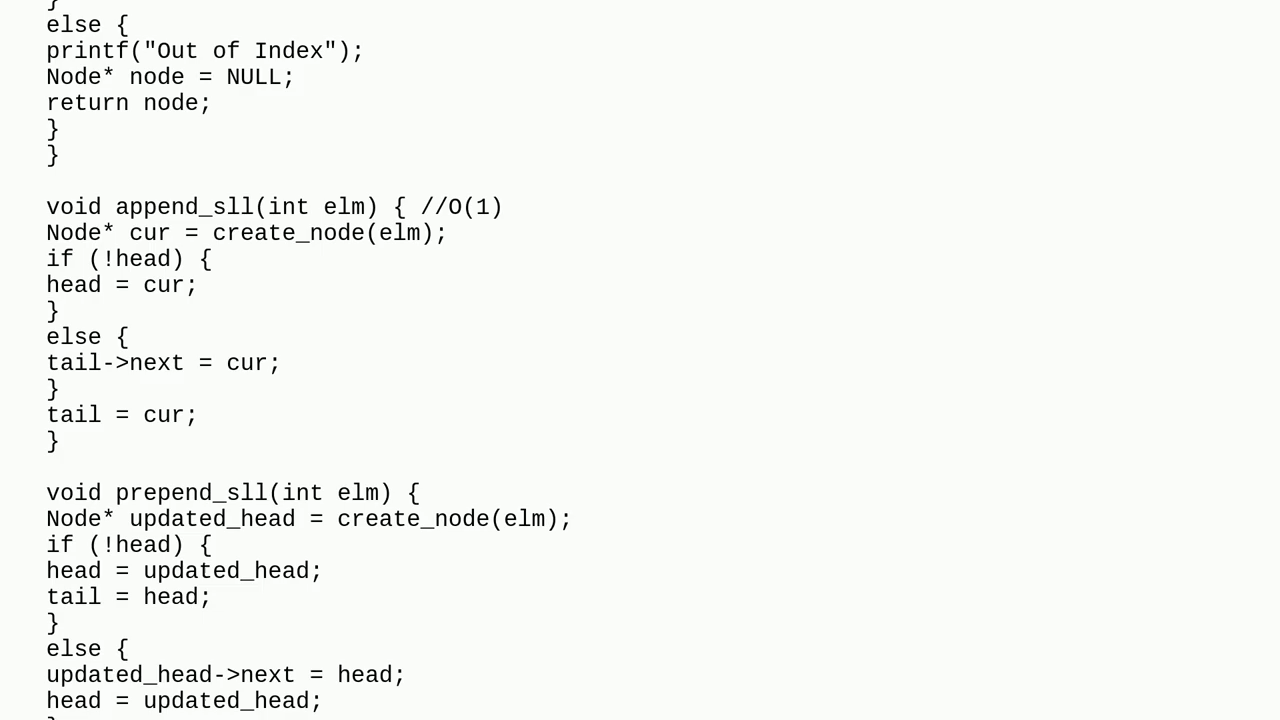 }
else {
printf("Out of Index");
Node* node = NULL;
return node;
}
}

void append_sll(int elm) { //O(1)
Node* cur = create_node(elm);
if (!head) {
head = cur;
}
else {
tail->next = cur;
}
tail = cur;
}

void prepend_sll(int elm) {
Node* updated_head = create_node(elm);
if (!head) {
head = updated_head;
tail = head;
}
else {
updated_head->next = head;
head = updated_head;
}